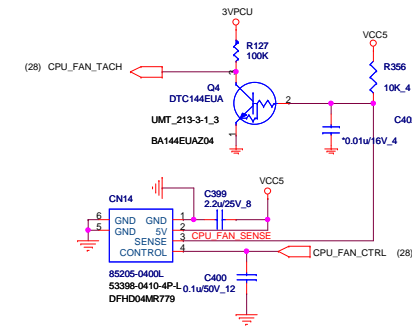 3VPCU
VCC5
R127
100K
(28) CPU_FAN_TACH
R356
10K_4
Q4
DTC144EUA
3
2
UMT_213-3-1_3
C40
*0.01u/16V_4
1
BA144EUAZ04
CN14
C399
2.2u/25V_8
VCC5
6 GND GND 1
5 GND 5V 2
CPU_FAN_SENSE
SENSE 3
CONTROL 4
CPU_FAN_CTRL (28)
85205-0400L
53398-0410-4P-L
DFHD04MR779
C400
0.1u/50V_12